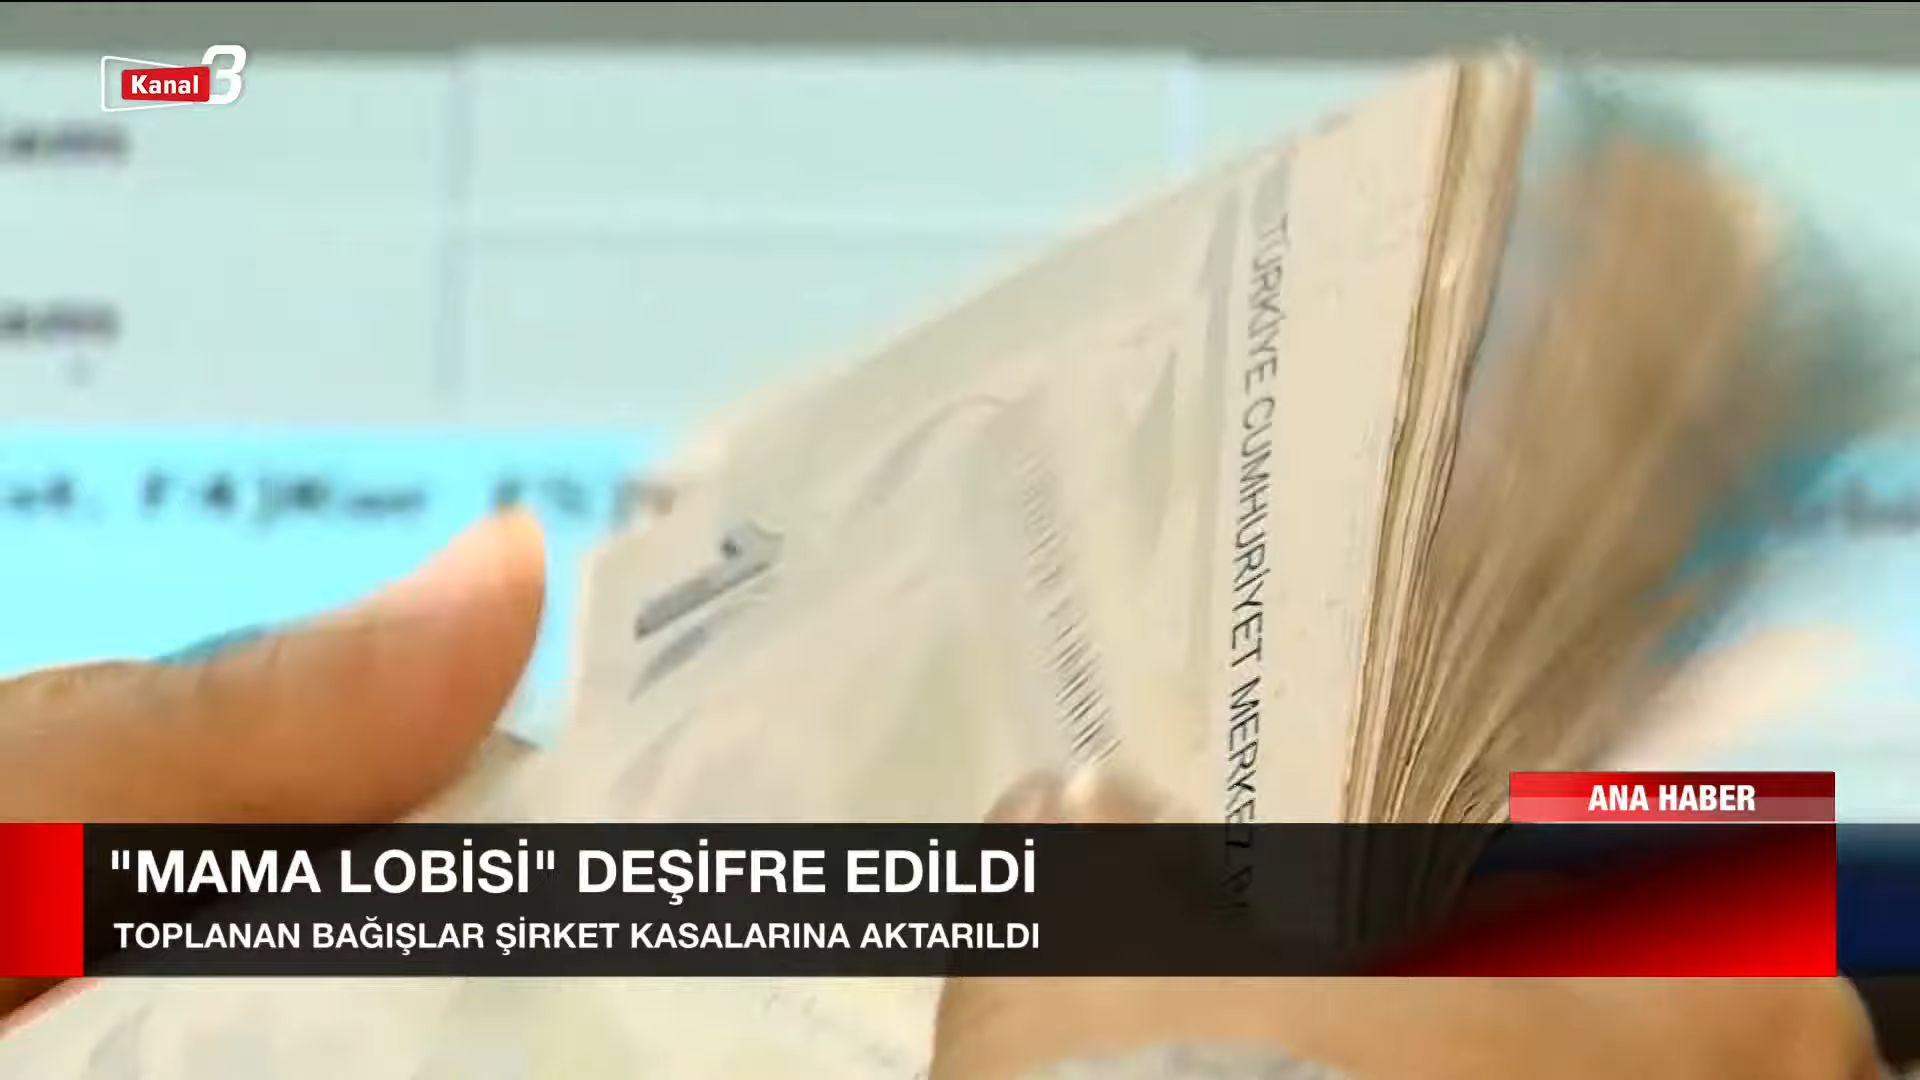 Kanal 3
TÜRKİYE CUMHURİYET MERKEZ
ANA HABER
"MAMA LOBİSİ" DEŞİFRE EDİLDİ
TOPLANAN BAĞIŞLAR ŞİRKET KASALARINA AKTARILDI